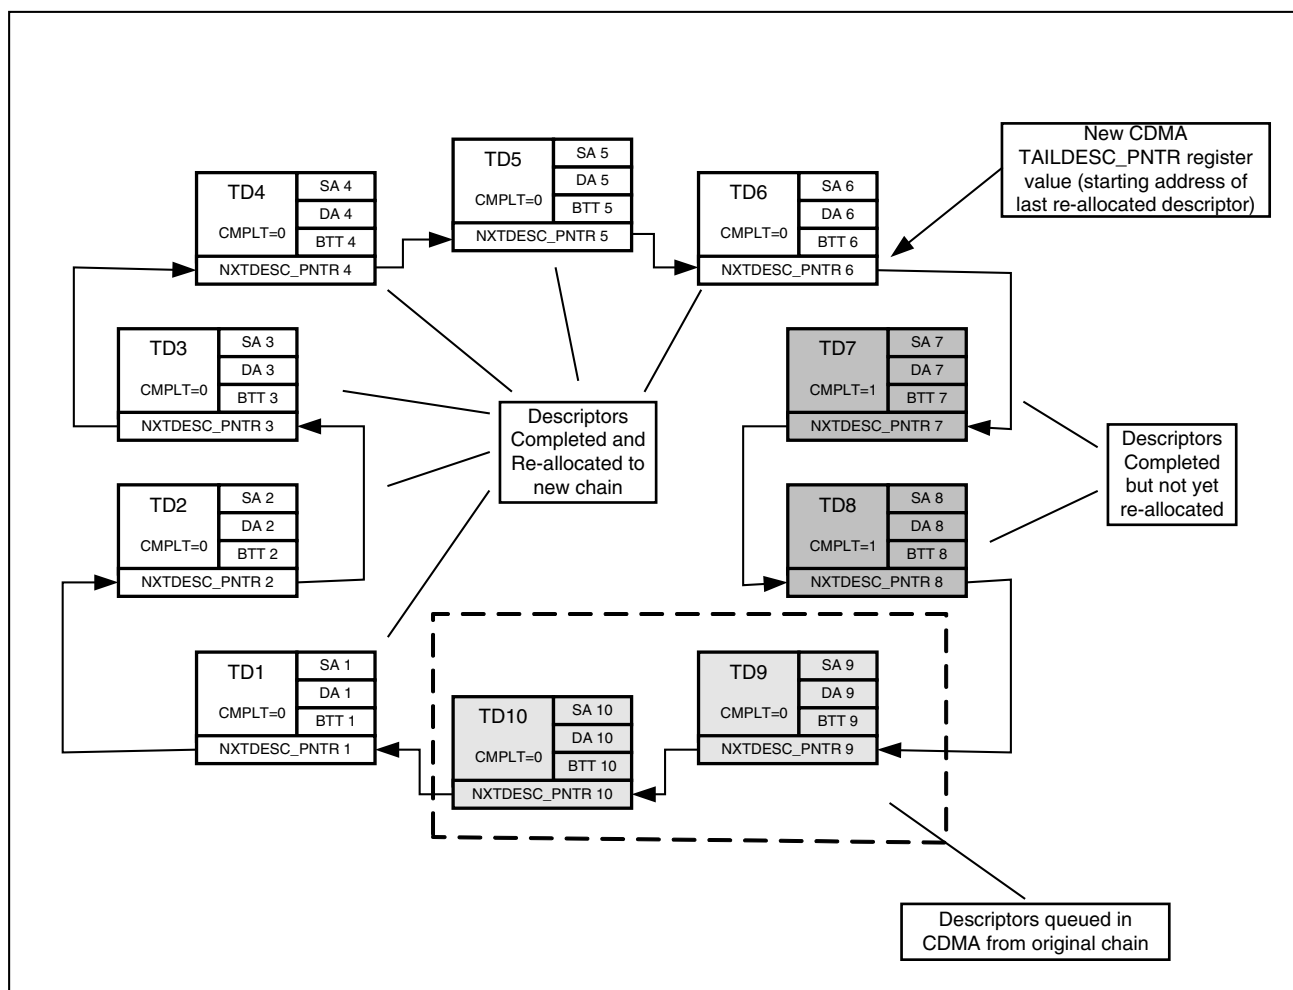 New CDMA
TAILDESC_PNTR register
value (starting address of
last re-allocated descriptor)
TD5
CMPLT=0
SA 5
DA 5
BTT 5
NXTDESC_PNTR 5
TD4
CMPLT=0
SA 4
DA 4
BTT 4
NXTDESC_PNTR 4
TD6
CMPLT=0
SA 6
DA 6
BTT 6
NXTDESC_PNTR 6
TD3
CMPLT=0
SA 3
DA 3
BTT 3
NXTDESC_PNTR 3
TD7
CMPLT=1
SA 7
DA 7
BTT 7
NXTDESC_PNTR 7
Descriptors
Completed and
Re-allocated to
new chain
Descriptors
Completed
but not yet
re-allocated
TD2
CMPLT=0
SA 2
DA 2
BTT 2
NXTDESC_PNTR 2
TD8
CMPLT=1
SA 8
DA 8
BTT 8
NXTDESC_PNTR 8
TD1
CMPLT=0
SA 1
DA 1
BTT 1
NXTDESC_PNTR 1
TD10
CMPLT=0
SA 10
DA 10
BTT 10
NXTDESC_PNTR 10
TD9
CMPLT=0
SA 9
DA 9
BTT 9
NXTDESC_PNTR 9
Descriptors queued in
CDMA from original chain